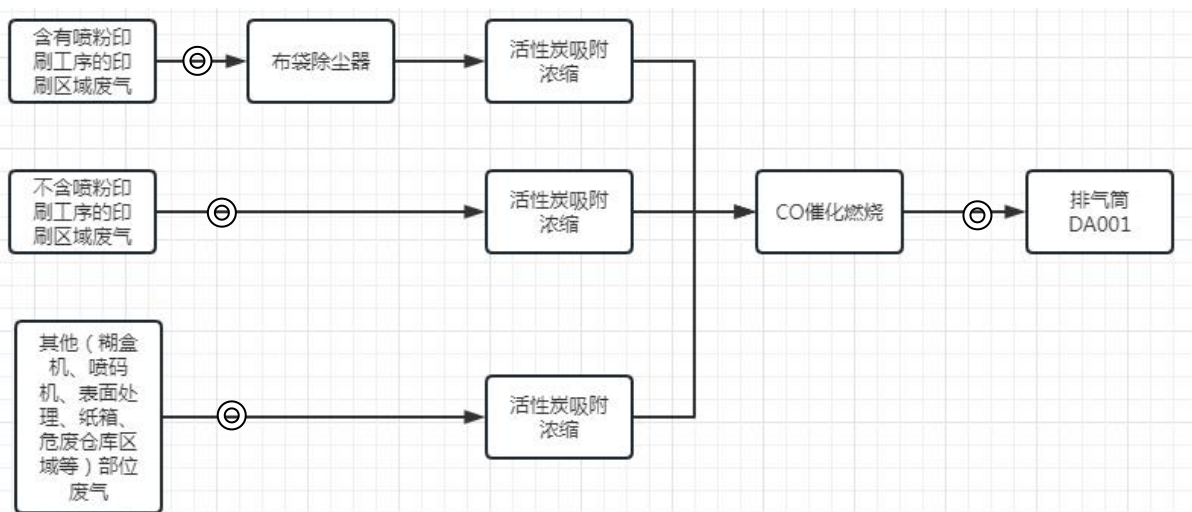 含有喷粉印
刷工序的印
刷区域废气
布袋除尘器
活性炭吸附
浓缩
不含喷粉印
刷工序的印
刷区域废气
活性炭吸附
浓缩
CO催化燃烧
排气筒
DA001
其他（糊盒
机、喷码
机、表面处
理、纸箱、
危废仓库区
域等）部位
废气
活性炭吸附
浓缩